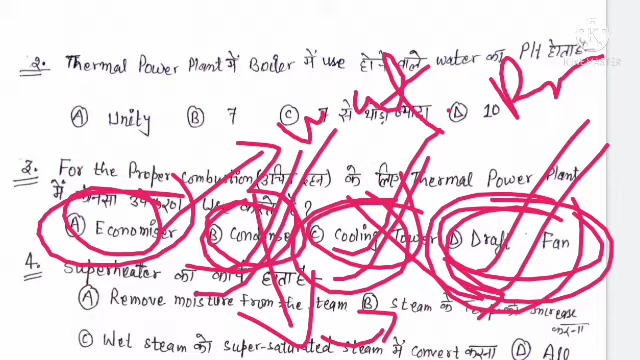 2. Thermal Power Plant में Boiler में use होने वाले water का PH होता है-
Ⓐ Unity Ⓑ 7 Ⓒ 7 से थोड़ा ज्यादा Ⓓ 10
3. For the Proper Combustion (उचित दहन) के लिए Thermal Power Plant
में कौनसा उपकरण use करते है?
Ⓐ Economiser Ⓑ Condenser Ⓒ Cooling Tower Ⓓ Draft Fan
4. Superheater का कार्य होता है-
Ⓐ Remove moisture from the steam Ⓑ steam के Temp को increase
करना
Ⓒ Wet steam को super-saturated steam में convert करना Ⓓ All